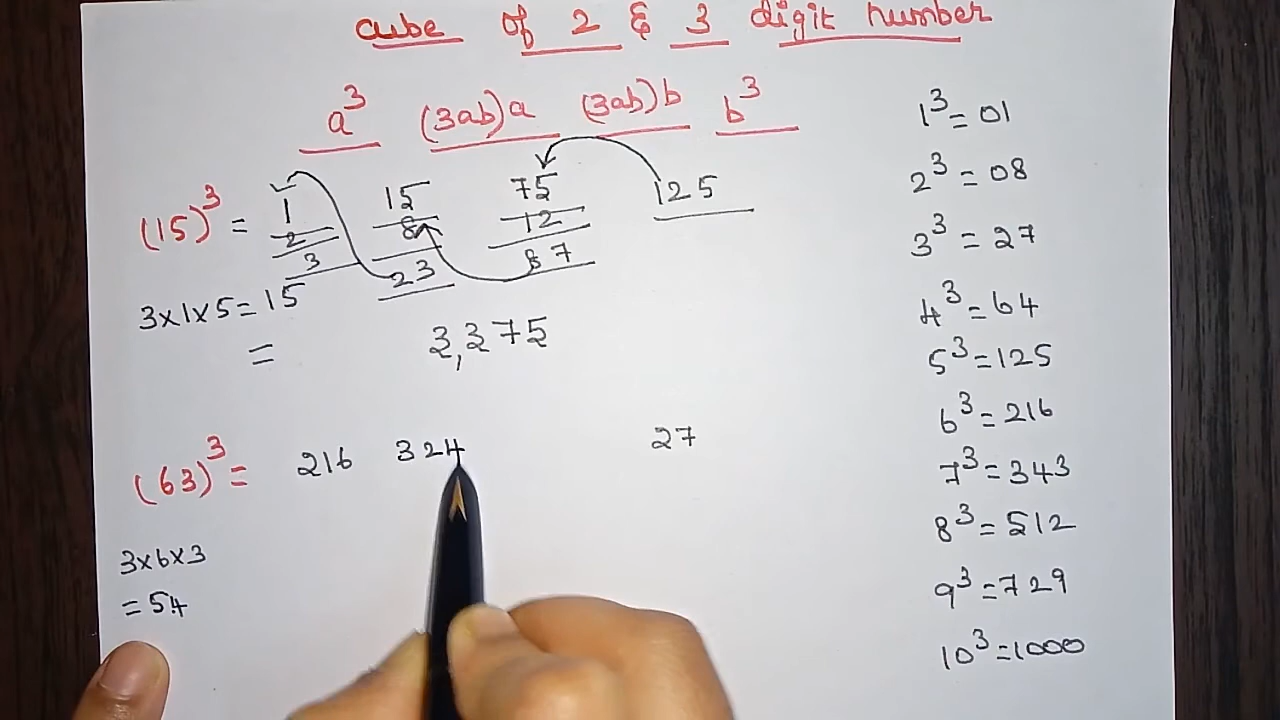 cube of 2 & 3 digit number
a³ (3ab)a (3ab)b b³
(15)³ = 1 15 75 125
2 8 12
3 23 87
3x1x5=15
= 3,375
(63)³ = 216 324 27
3x6x3
=54
1³=01
2³=08
3³=27
4³=64
5³=125
6³=216
7³=343
8³=512
9³=729
10³=1000